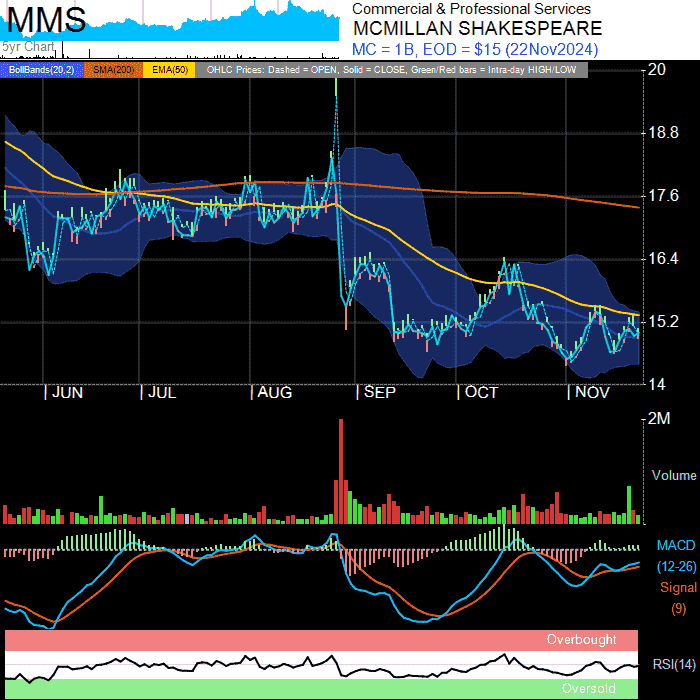 MMS
5yr Chart
Commercial & Professional Services
MCMILLAN SHAKESPEARE
MC = 1B, EOD = $15 (22Nov2024)
BollBands(20,2) SMA(200) EMA(50) OHLC Prices: Dashed = OPEN, Solid = CLOSE, Green/Red bars = Intra-day HIGH/LOW
20
18.8
17.6
16.4
15.2
14
| JUN | JUL | AUG | SEP | OCT | NOV
2M
Volume
MACD
(12-26)
Signal
(9)
Overbought
RSI(14)
Oversold